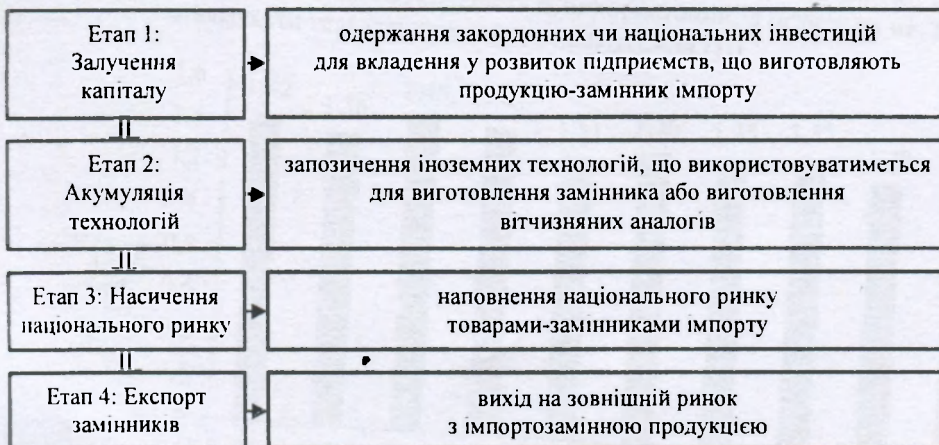 Етап 1:
Залучення
капіталу
одержання закордонних чи національних інвестицій
для вкладення у розвиток підприємств, що виготовляють
продукцію-замінник імпорту
Етап 2:
Акумуляція
технологій
запозичення іноземних технологій, що використовуватиметься
для виготовлення замінника або виготовлення
вітчизняних аналогів
Етап 3: Насичення
національного ринку
наповнення національного ринку
товарами-замінниками імпорту
Етап 4: Експорт
замінників
вихід на зовнішній ринок
з імпортозамінною продукцією